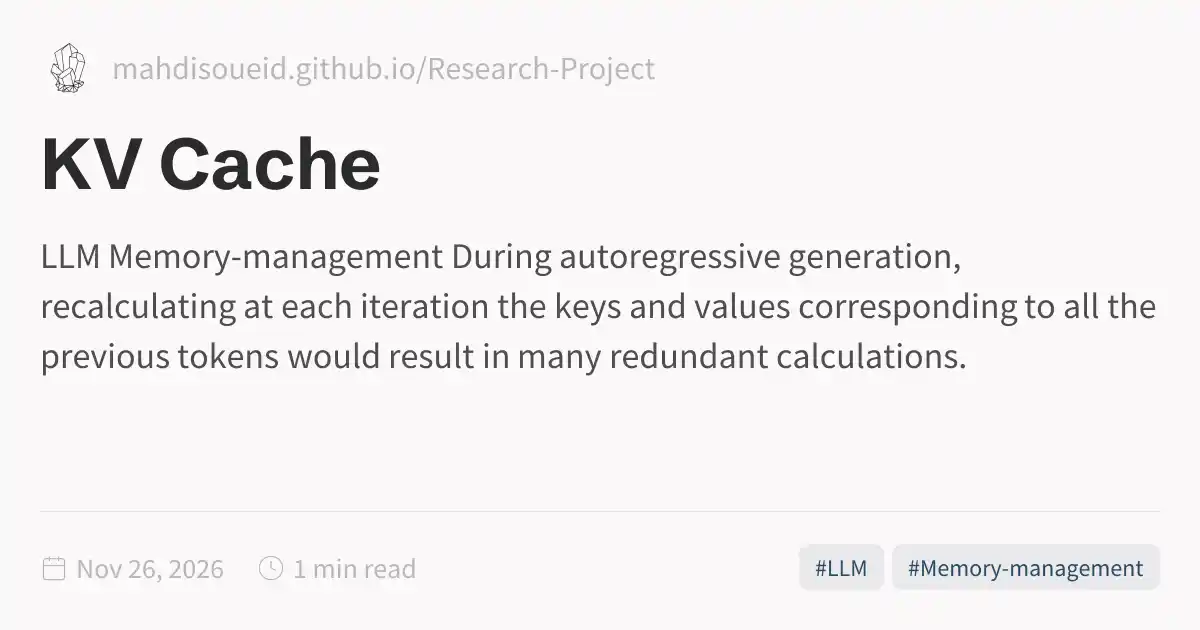 mahdisoueid.github.io/Research-Project
KV Cache
LLM Memory-management During autoregressive generation,
recalculating at each iteration the keys and values corresponding to all the
previous tokens would result in many redundant calculations.
Nov 26, 2026 1 min read #LLM #Memory-management